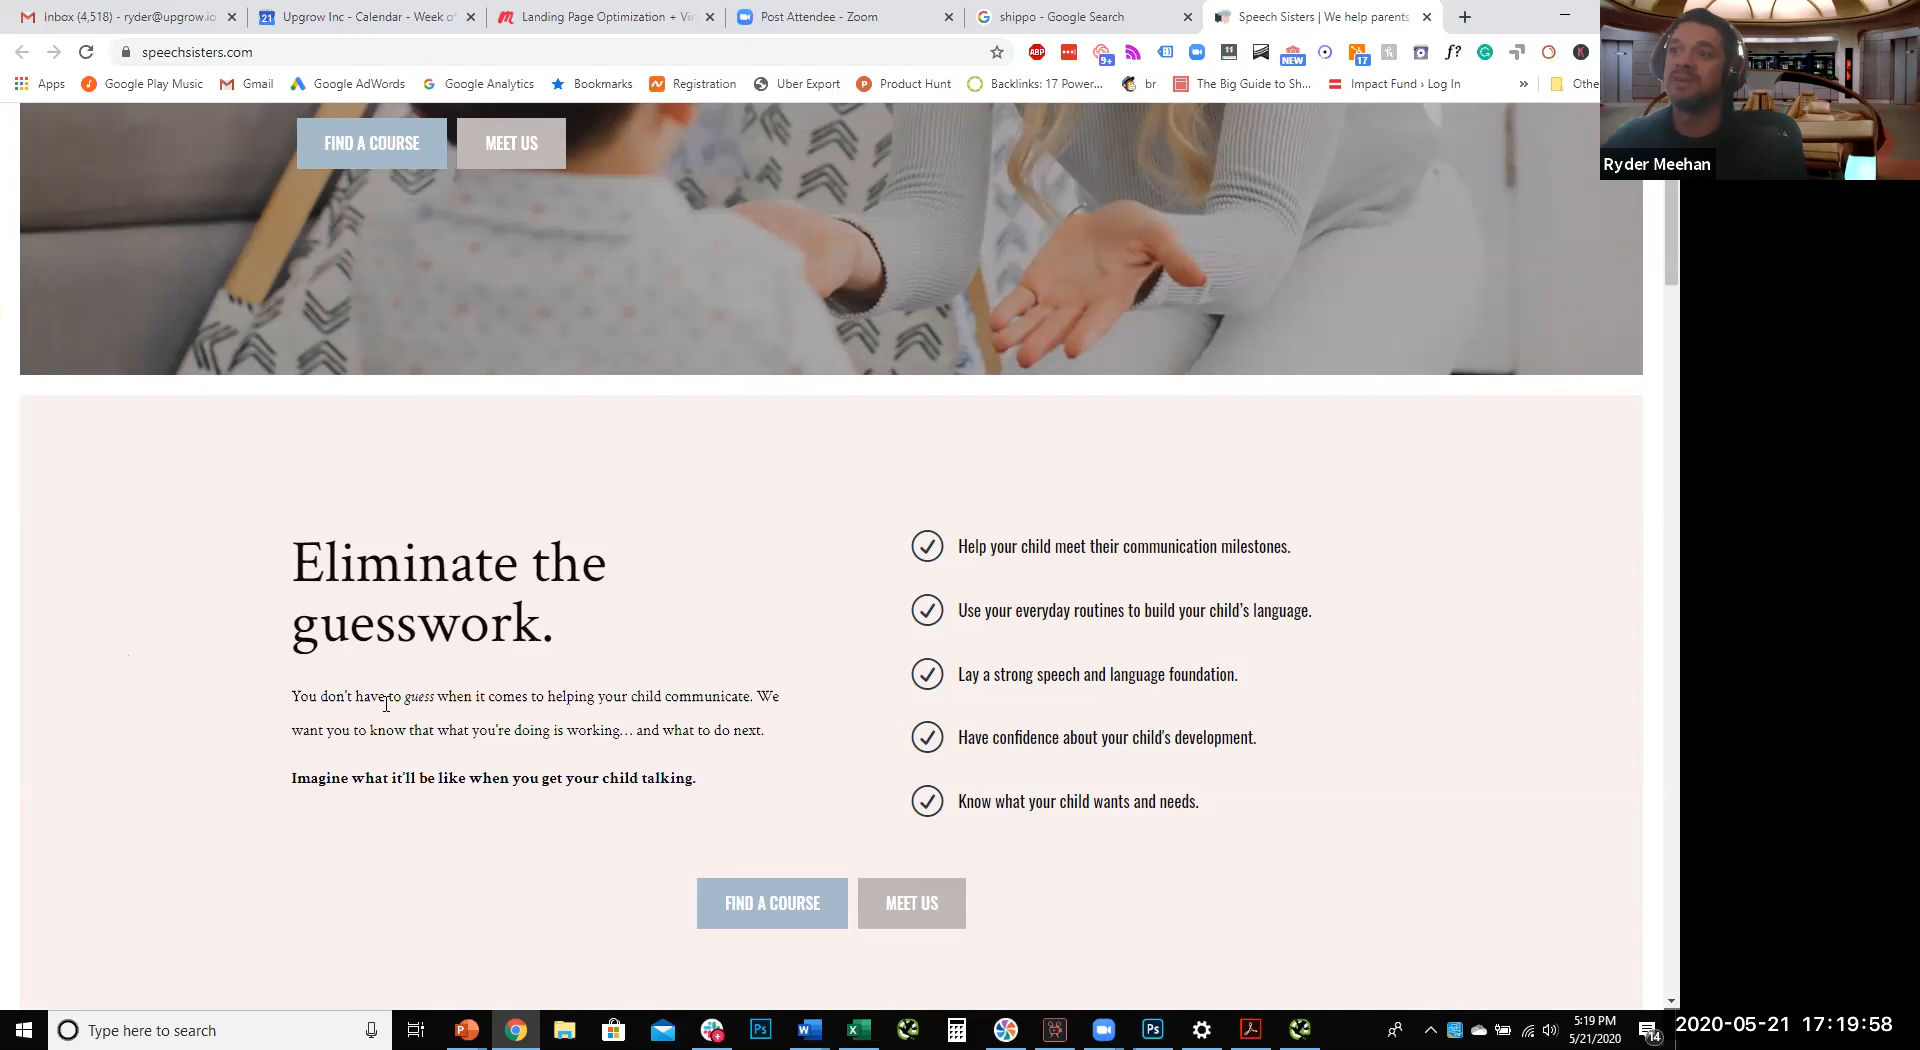 Inbox (4,518) - ryder@upgrow.io
Upgrow Inc - Calendar - Week of
Landing Page Optimization + Vir
Post Attendee - Zoom
shippo - Google Search
Speech Sisters | We help parents
speechsisters.com
ABP
9+
11
NEW
17
f?
K
Apps
Google Play Music
Gmail
Google AdWords
Google Analytics
Bookmarks
Registration
Uber Export
Product Hunt
Backlinks: 17 Power...
br
The Big Guide to Sh...
Impact Fund › Log In
»
Othe
Ryder Meehan
FIND A COURSE
MEET US
Eliminate the
guesswork.
You don't have to guess when it comes to helping your child communicate. We
want you to know that what you're doing is working… and what to do next.
Imagine what it'll be like when you get your child talking.
Help your child meet their communication milestones.
Use your everyday routines to build your child's language.
Lay a strong speech and language foundation.
Have confidence about your child's development.
Know what your child wants and needs.
FIND A COURSE
MEET US
Type here to search
5:19 PM
5/21/2020
14
2020-05-21 17:19:58